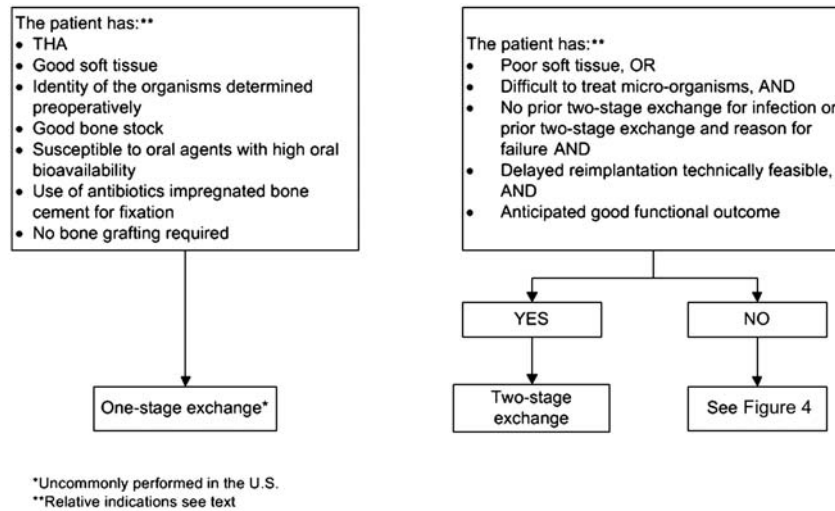 The patient has:**
• THA
• Good soft tissue
• Identity of the organisms determined
preoperatively
• Good bone stock
• Susceptible to oral agents with high oral
bioavailability
• Use of antibiotics impregnated bone
cement for fixation
• No bone grafting required
One-stage exchange*
The patient has:**
• Poor soft tissue, OR
• Difficult to treat micro-organisms, AND
• No prior two-stage exchange for infection or
prior two-stage exchange and reason for
failure AND
• Delayed reimplantation technically feasible,
AND
• Anticipated good functional outcome
YES
NO
Two-stage
exchange
See Figure 4
*Uncommonly performed in the U.S.
**Relative indications see text